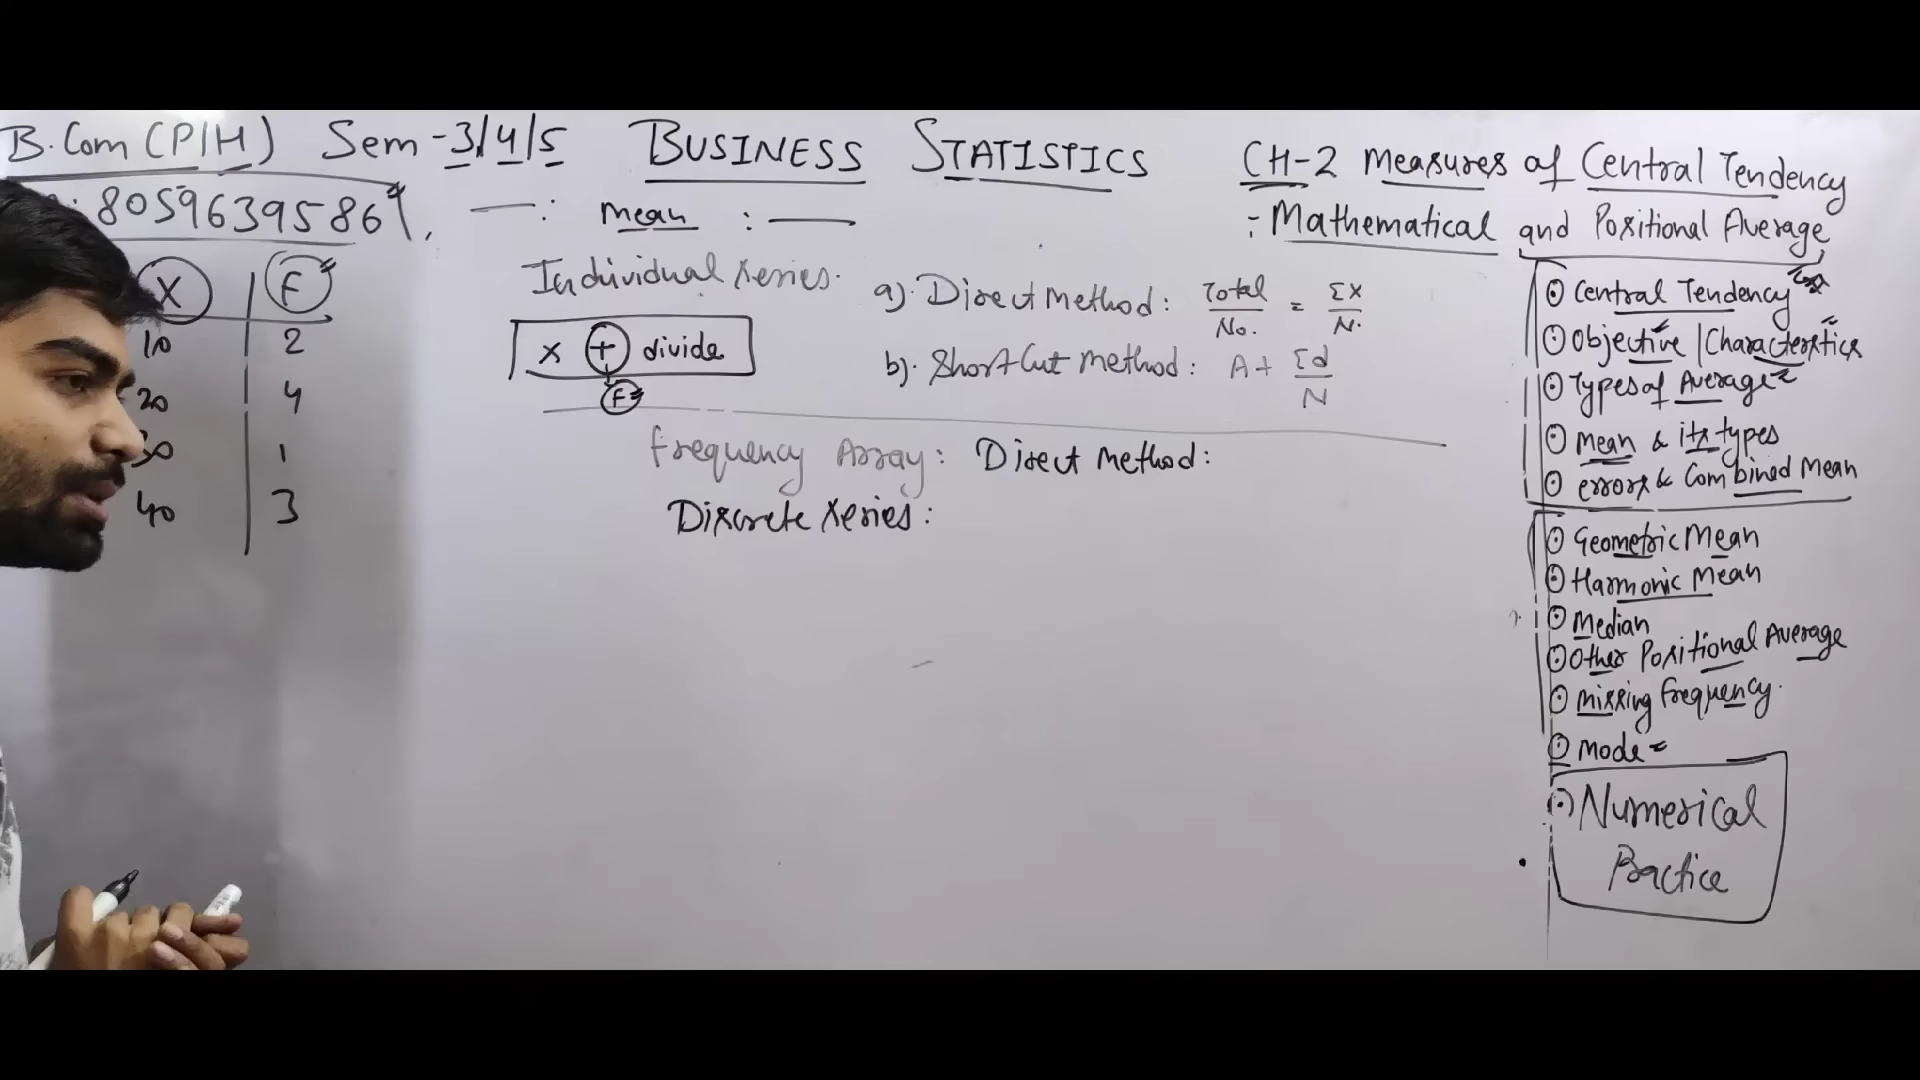 B.Com (P/H) Sem-3/4/5 BUSINESS STATISTICS
8059639586
X F
10 2
20 4
30 1
40 3
Mean :
Individual Series.
a). Direct Method: Total/No. = ΣX/N.
b). Short Cut Method: A+ Σd/N
X + divide
F
Frequency Array: Direct Method:
Discrete Series:
CH-2 Measures of Central Tendency
:- Mathematical and Positional Average
Central Tendency
Objective / Characteristics
Types of Average
Mean & its types
errors & Combined Mean
Geometric Mean
Harmonic Mean
Median
Other Positional Average
Missing Frequency.
Mode
Numerical
Practice